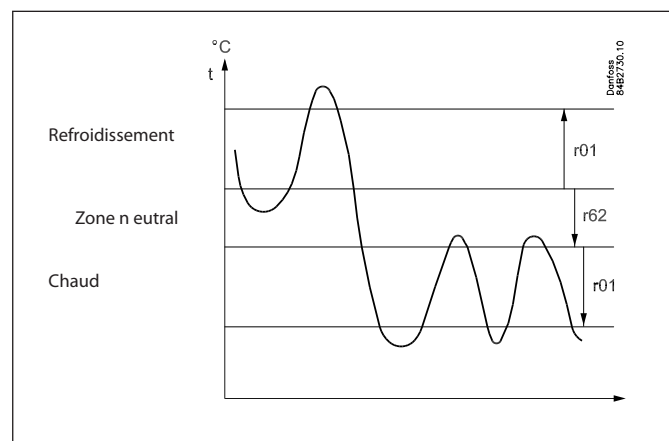 °C
t
Danfoss
84B2730.10
Refroidissement
r01
Zone n eutral
r62
Chaud
r01